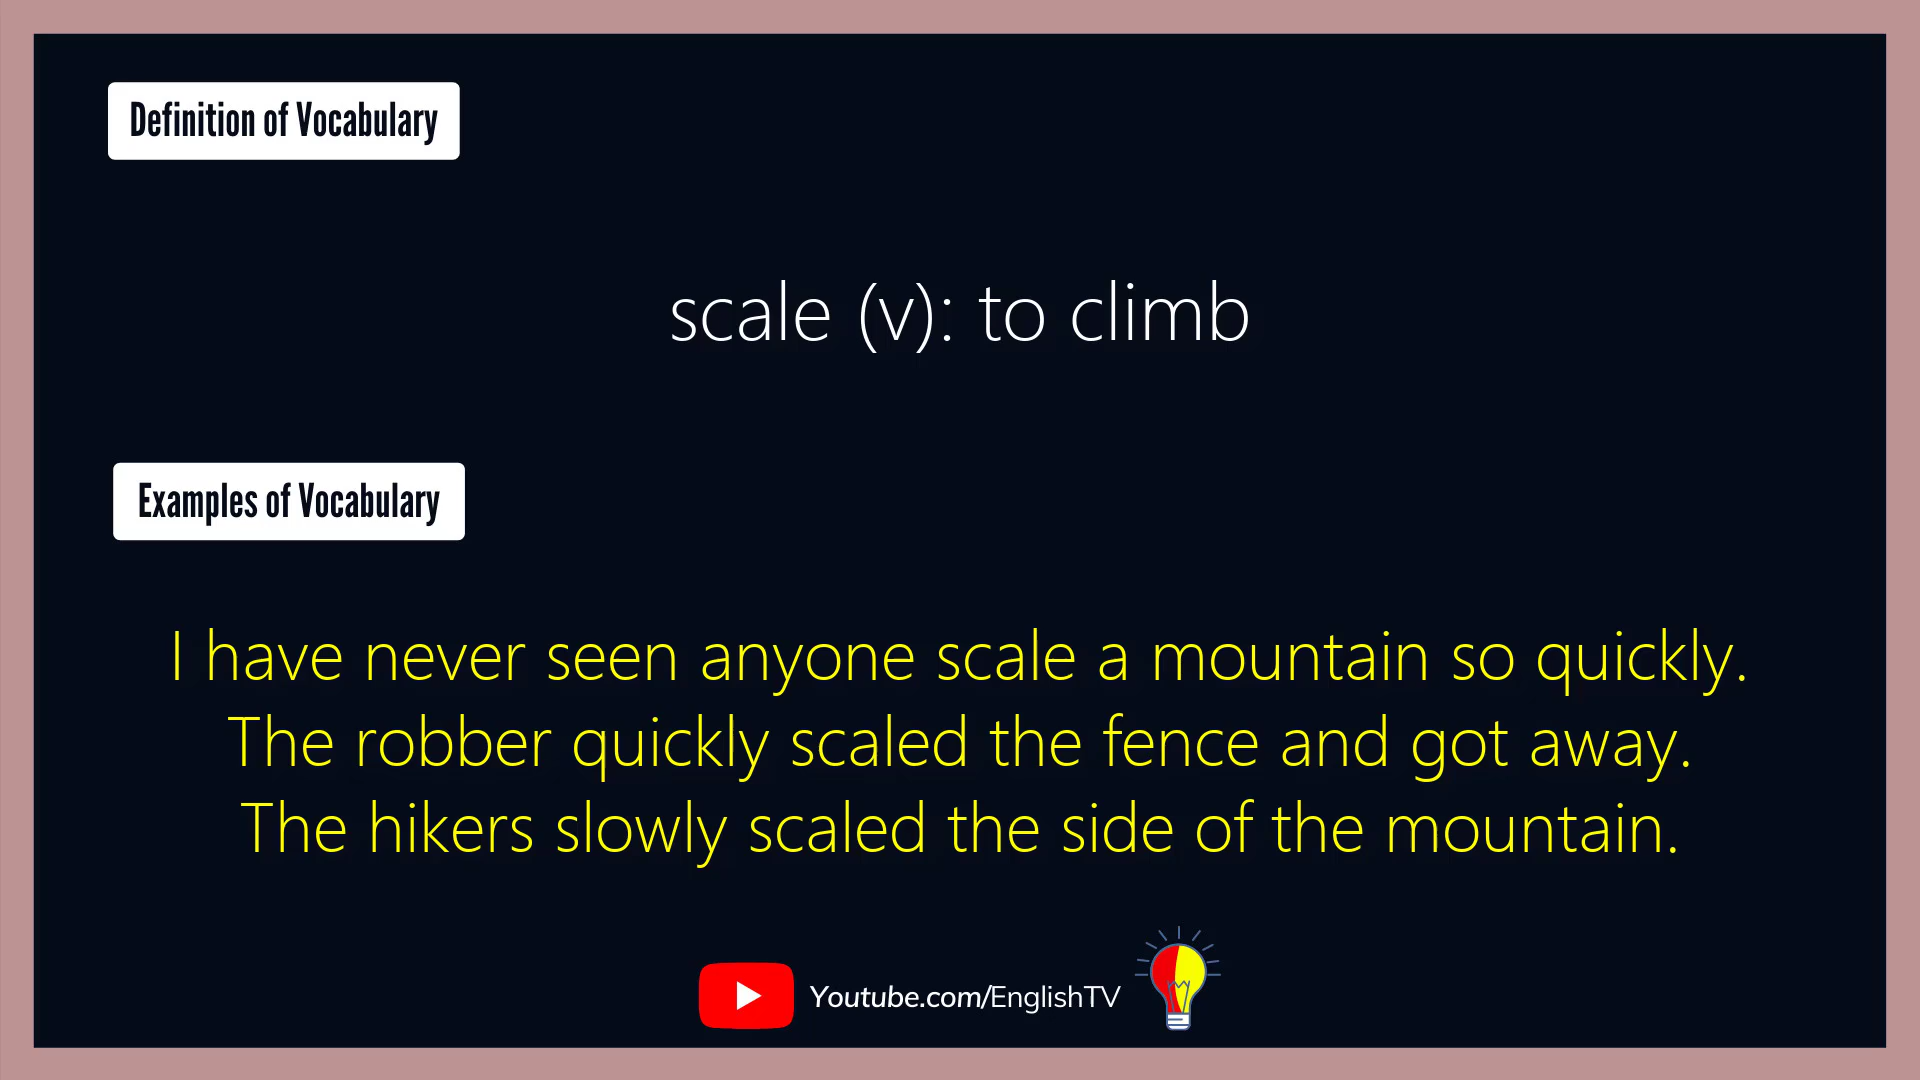 Definition of Vocabulary
scale (v): to climb
Examples of Vocabulary
I have never seen anyone scale a mountain so quickly.
The robber quickly scaled the fence and got away.
The hikers slowly scaled the side of the mountain.
Youtube.com/EnglishTV